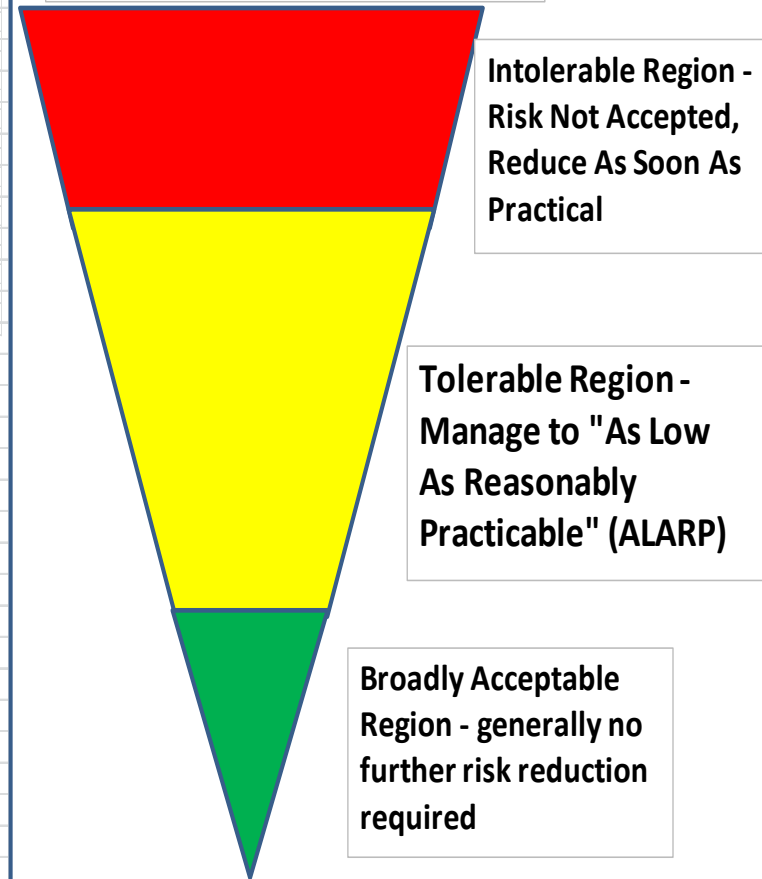 Intolerable Region -
Risk Not Accepted,
Reduce As Soon As
Practical
Tolerable Region -
Manage to "As Low
As Reasonably
Practicable" (ALARP)
Broadly Acceptable
Region - generally no
further risk reduction
required